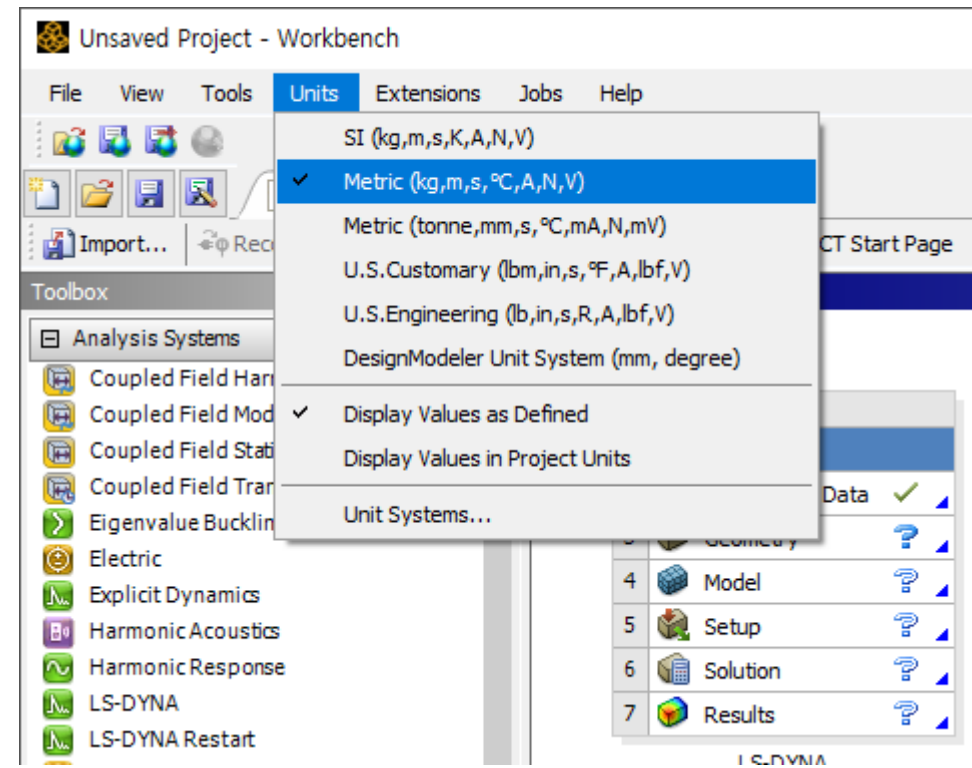 Unsaved Project - Workbench
File View Tools Units Extensions Jobs Help
SI (kg,m,s,K,A,N,V)
Metric (kg,m,s,℃,A,N,V)
Metric (tonne,mm,s,℃,mA,N,mV)
Import...
CT Start Page
U.S.Customary (lbm,in,s,℉,A,lbf,V)
Toolbox
U.S.Engineering (lb,in,s,R,A,lbf,V)
Analysis Systems
DesignModeler Unit System (mm, degree)
Coupled Field Harr
Coupled Field Mod
Display Values as Defined
Coupled Field Stati
Display Values in Project Units
Coupled Field Trar
Data
Unit Systems...
Eigenvalue Bucklin
Electric
4 Model
Explicit Dynamics
5 Setup
Harmonic Acoustics
6 Solution
Harmonic Response
7 Results
LS-DYNA
LS-DYNA Restart
LS-DYNA